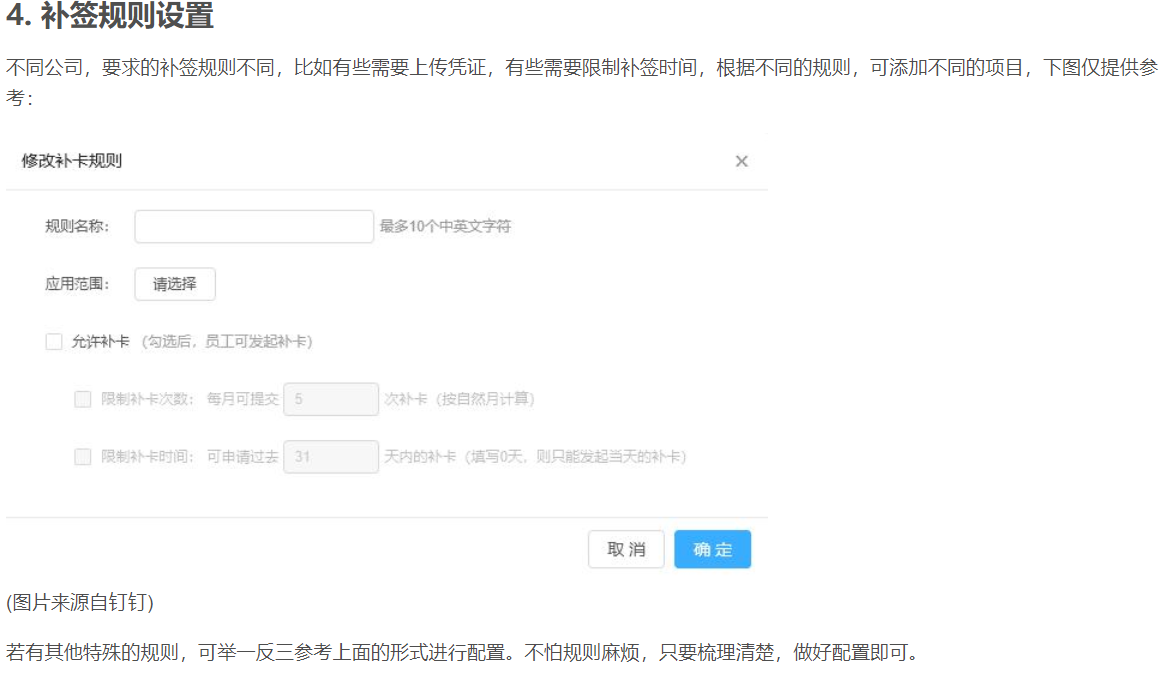 4. 补签规则设置
不同公司，要求的补签规则不同，比如有些需要上传凭证，有些需要限制补签时间，根据不同的规则，可添加不同的项目，下图仅提供参
考：
修改补卡规则 ×
规则名称： 最多10个中英文字符
应用范围： 请选择
允许补卡 (勾选后，员工可发起补卡)
限制补卡次数： 每月可提交 5 次补卡（按自然月计算）
限制补卡时间： 可申请过去 31 天内的补卡（填写0天，则只能发起当天的补卡）
取消 确定
(图片来源自钉钉)
若有其他特殊的规则，可举一反三参考上面的形式进行配置。不怕规则麻烦，只要梳理清楚，做好配置即可。